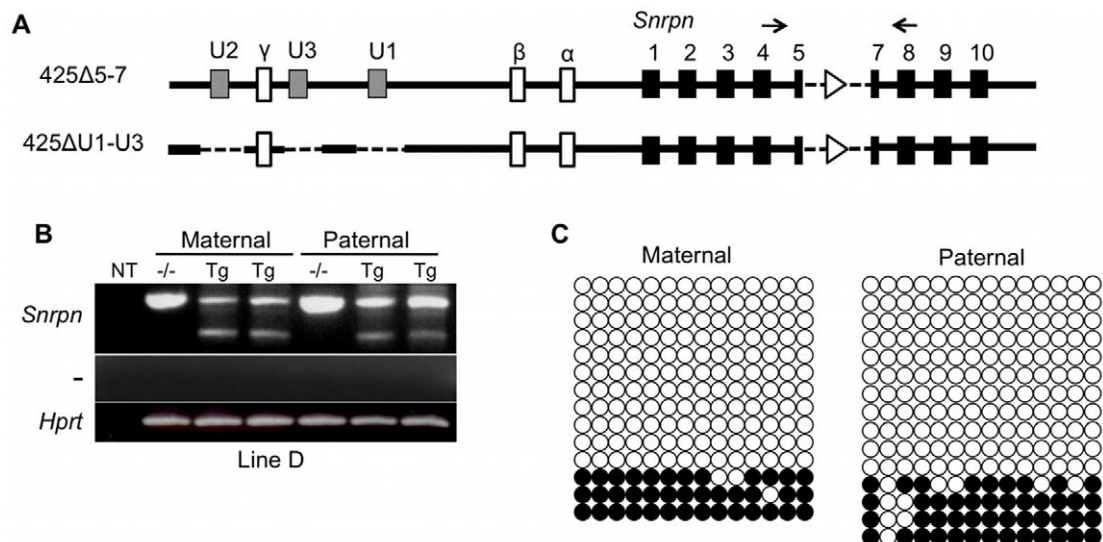 A
Snrpn
U2 γ U3 U1 β α 1 2 3 4 5 7 8 9 10
425Δ5-7
425ΔU1-U3
B
Maternal Paternal
NT -/- Tg Tg -/- Tg Tg
Snrpn
-
Hprt
Line D
C
Maternal Paternal